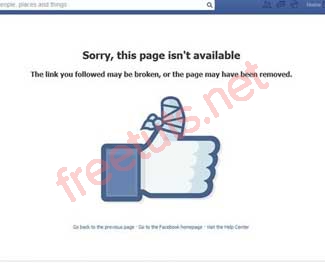 eople, places and things
Home
Sorry, this page isn't available
The link you followed may be broken, or the page may have been removed.
freetuts.net
Go back to the previous page · Go to the Facebook homepage · Visit the Help Center